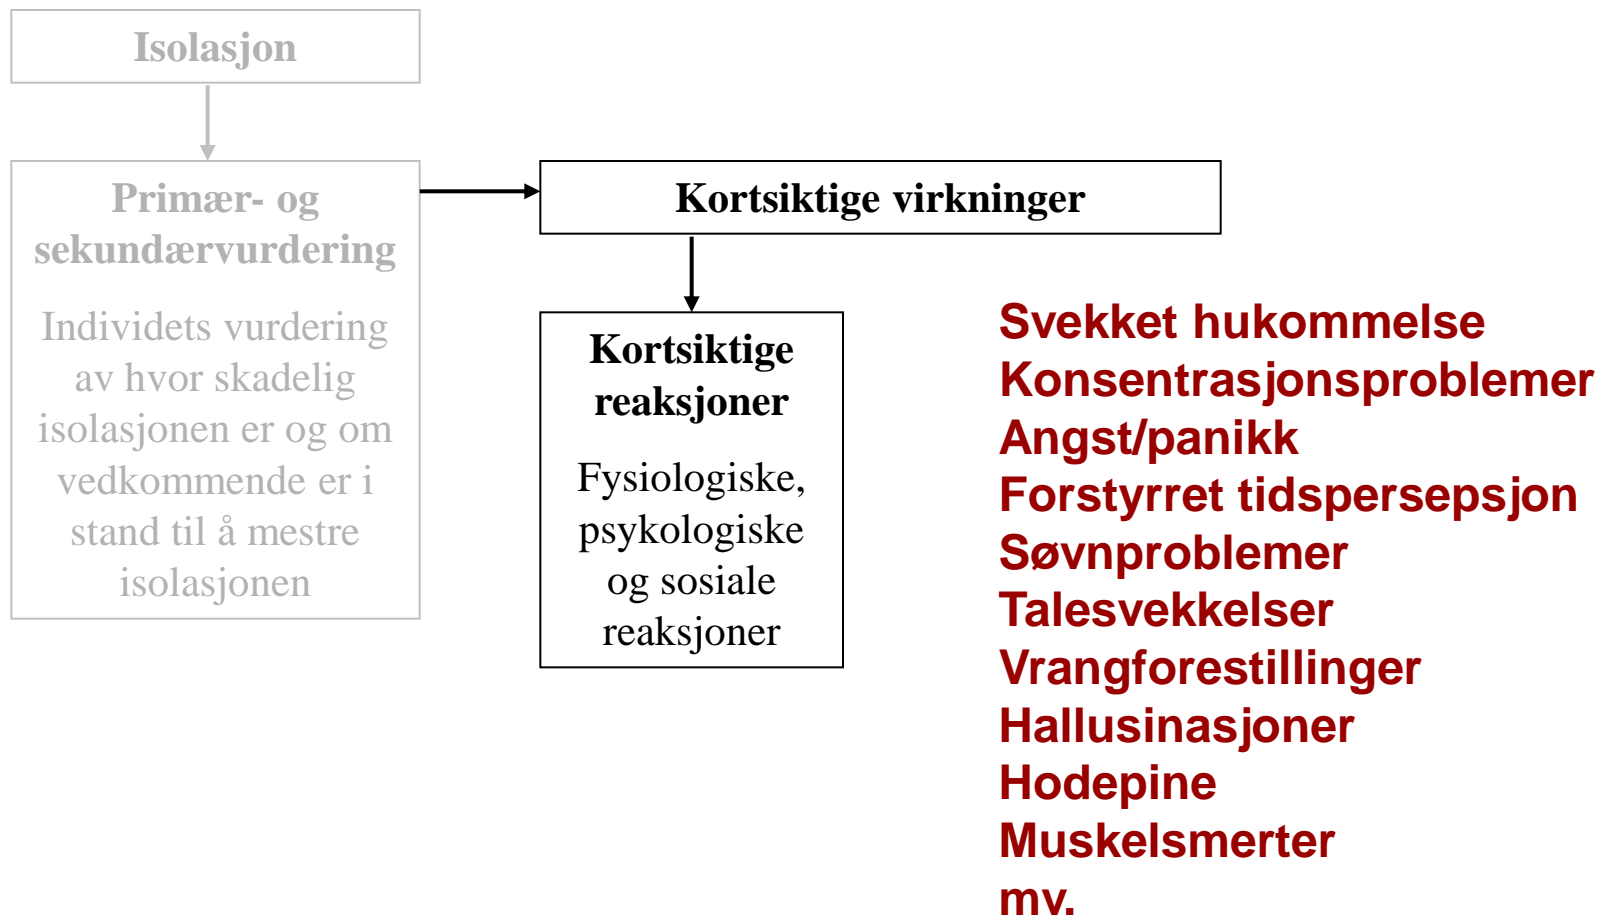 Isolasjon
Primær- og
sekundærvurdering
Individets vurdering
av hvor skadelig
isolasjonen er og om
vedkommende er i
stand til å mestre
isolasjonen
Kortsiktige virkninger
Kortsiktige
reaksjoner
Fysiologiske,
psykologiske
og sosiale
reaksjoner
Svekket hukommelse
Konsentrasjonsproblemer
Angst/panikk
Forstyrret tidspersepsjon
Søvnproblemer
Talesvekkelser
Vrangforestillinger
Hallusinasjoner
Hodepine
Muskelsmerter
mv.